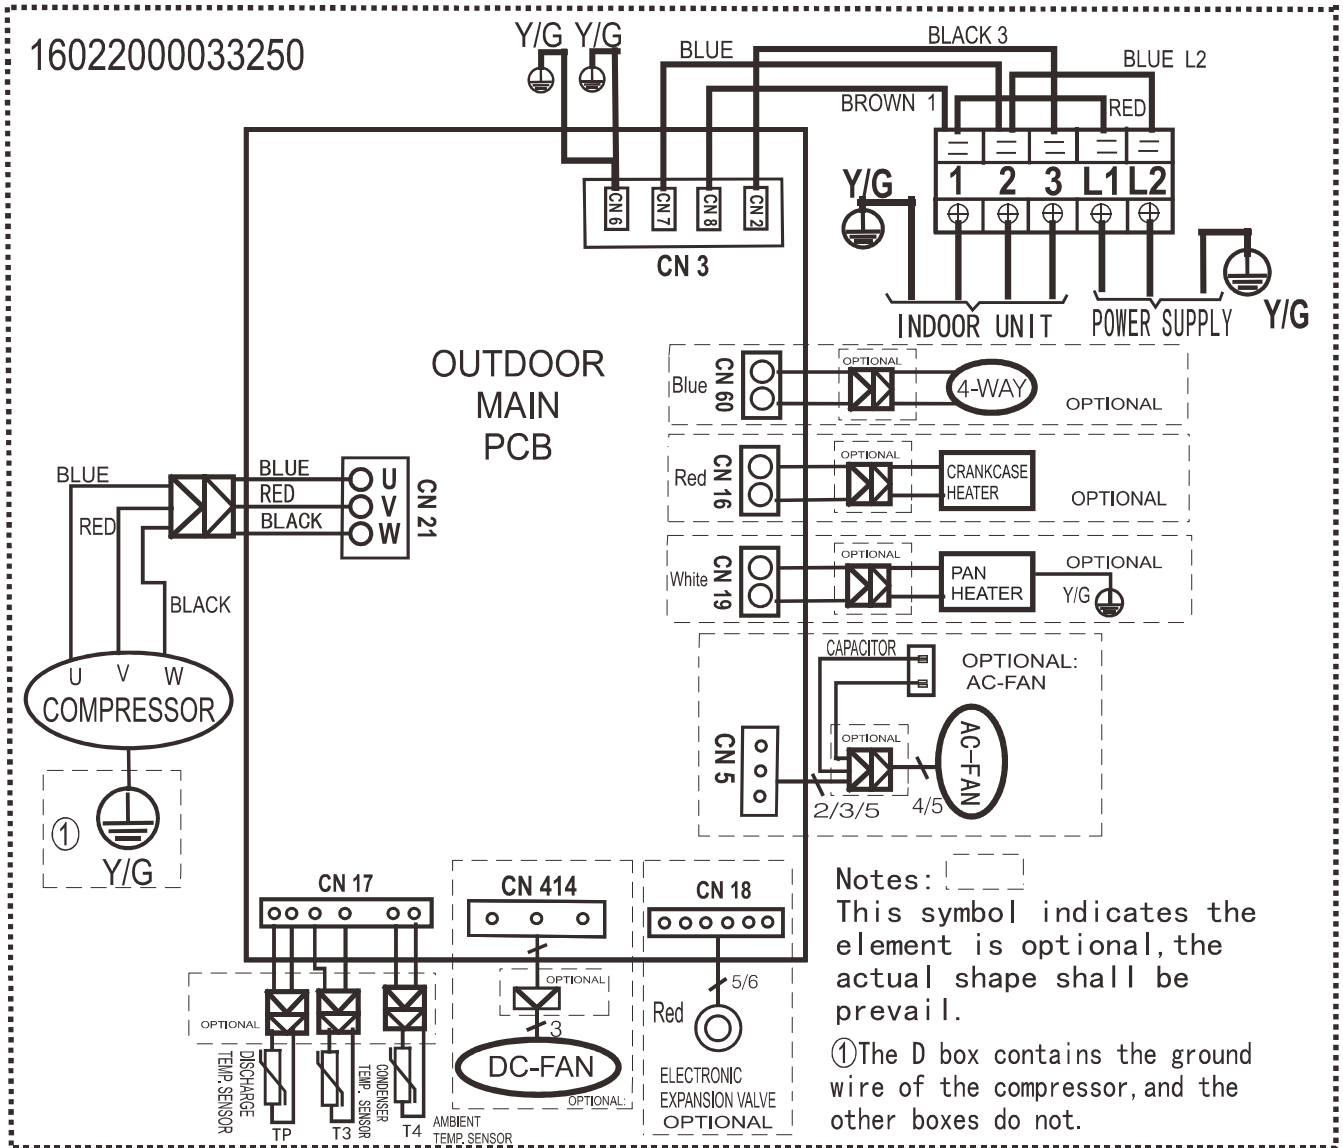 16022000033250
Y/G Y/G
BLUE
BLACK 3
BLUE L2
BROWN 1
RED
1 2 3 L1 L2
Y/G
CN 6
CN 7
CN 8
CN 2
CN 3
INDOOR UNIT
POWER SUPPLY
Y/G
OUTDOOR
MAIN
PCB
Blue
CN 60
OPTIONAL
4-WAY
OPTIONAL
Red
CN 16
OPTIONAL
CRANKCASE
HEATER
OPTIONAL
White
CN 19
OPTIONAL
PAN
HEATER
OPTIONAL
Y/G
BLUE
RED
BLACK
BLUE
RED
BLACK
U
V
W
CN 21
U V W
COMPRESSOR
①
Y/G
CAPACITOR
OPTIONAL:
AC-FAN
CN 5
OPTIONAL
AC-FAN
2/3/5
4/5
CN 17
OPTIONAL
DISCHARGE
TEMP. SENSOR
TP
CONDENSER
TEMP. SENSOR
T3
T4
AMBIENT
TEMP. SENSOR
CN 414
OPTIONAL
3
DC-FAN
OPTIONAL:
CN 18
5/6
Red
ELECTRONIC
EXPANSION VALVE
OPTIONAL
Notes:
This symbol indicates the
element is optional, the
actual shape shall be
prevail.
①The D box contains the ground
wire of the compressor, and the
other boxes do not.